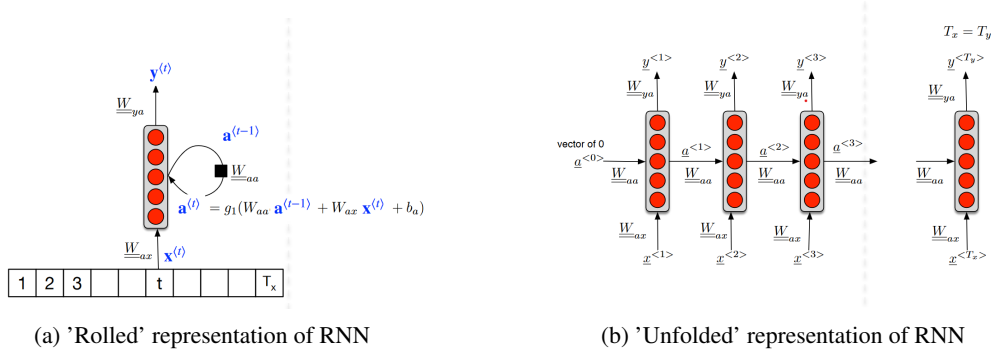 y⟨t⟩
W_ya
a⟨t−1⟩
W_aa
a⟨t⟩ = g₁(W_aa a⟨t−1⟩ + W_ax x⟨t⟩ + b_a)
W_ax x⟨t⟩
1 2 3 t T_x
(a) 'Rolled' representation of RNN
T_x = T_y
y<1> y<2> y<3> y<T_y>
W_ya W_ya W_ya W_ya
vector of 0
a<0> a<1> a<2> a<3>
W_aa W_aa W_aa W_aa
W_ax W_ax W_ax W_ax
x<1> x<2> x<3> x<T_x>
(b) 'Unfolded' representation of RNN